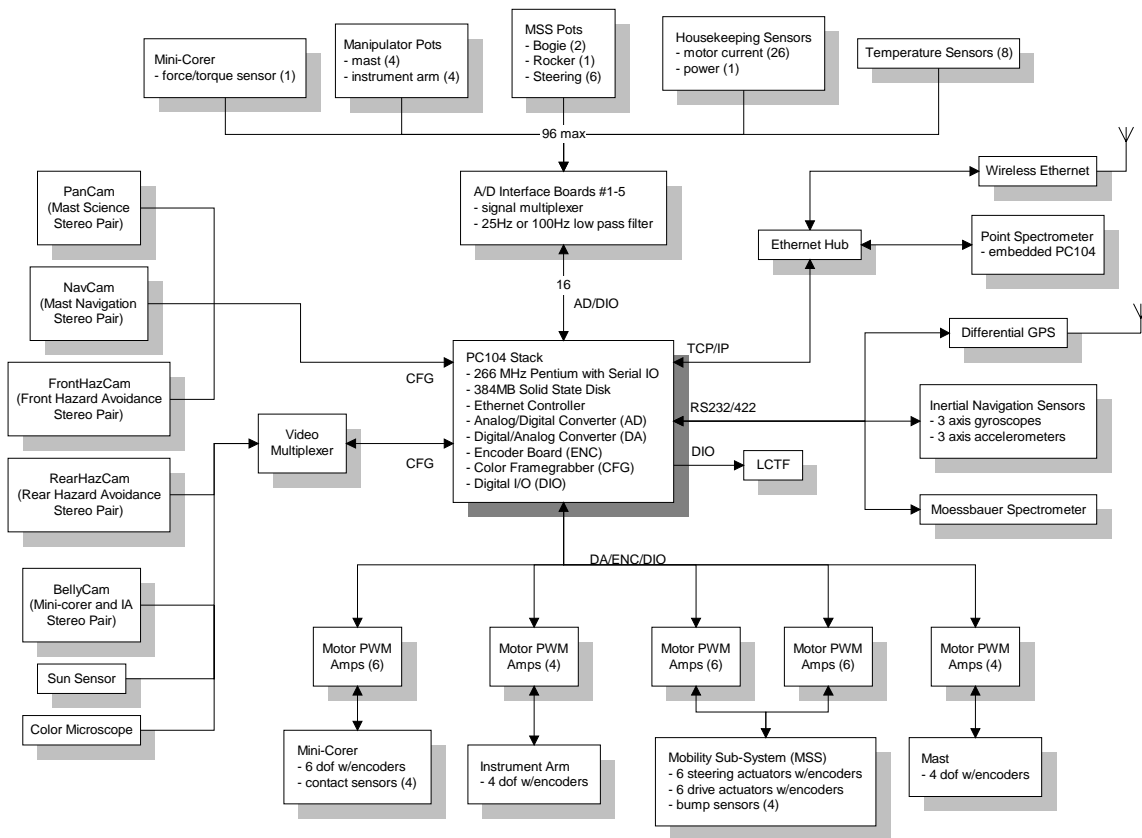 Mini-Corer
- force/torque sensor (1)
Manipulator Pots
- mast (4)
- instrument arm (4)
MSS Pots
- Bogie (2)
- Rocker (1)
- Steering (6)
Housekeeping Sensors
- motor current (26)
- power (1)
Temperature Sensors (8)
96 max
PanCam
(Mast Science
Stereo Pair)
NavCam
(Mast Navigation
Stereo Pair)
FrontHazCam
(Front Hazard Avoidance
Stereo Pair)
RearHazCam
(Rear Hazard Avoidance
Stereo Pair)
BellyCam
(Mini-corer and IA
Stereo Pair)
Sun Sensor
Color Microscope
Video
Multiplexer
CFG
CFG
A/D Interface Boards #1-5
- signal multiplexer
- 25Hz or 100Hz low pass filter
16
AD/DIO
PC104 Stack
- 266 MHz Pentium with Serial IO
- 384MB Solid State Disk
- Ethernet Controller
- Analog/Digital Converter (AD)
- Digital/Analog Converter (DA)
- Encoder Board (ENC)
- Color Framegrabber (CFG)
- Digital I/O (DIO)
TCP/IP
RS232/422
DIO
LCTF
Ethernet Hub
Wireless Ethernet
Point Spectrometer
- embedded PC104
Differential GPS
Inertial Navigation Sensors
- 3 axis gyroscopes
- 3 axis accelerometers
Moessbauer Spectrometer
DA/ENC/DIO
Motor PWM
Amps (6)
Motor PWM
Amps (4)
Motor PWM
Amps (6)
Motor PWM
Amps (6)
Motor PWM
Amps (4)
Mini-Corer
- 6 dof w/encoders
- contact sensors (4)
Instrument Arm
- 4 dof w/encoders
Mobility Sub-System (MSS)
- 6 steering actuators w/encoders
- 6 drive actuators w/encoders
- bump sensors (4)
Mast
- 4 dof w/encoders